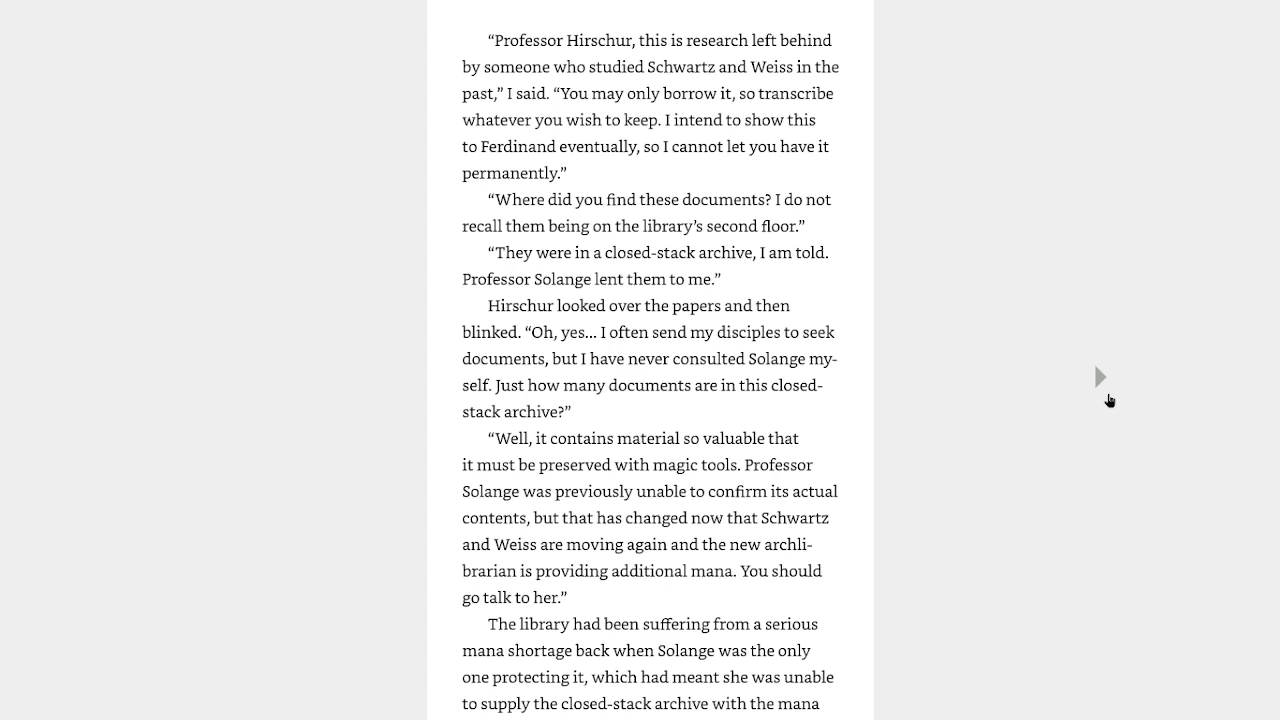 “Professor Hirschur, this is research left behind
by someone who studied Schwartz and Weiss in the
past,” I said. “You may only borrow it, so transcribe
whatever you wish to keep. I intend to show this
to Ferdinand eventually, so I cannot let you have it
permanently.”
“Where did you find these documents? I do not
recall them being on the library’s second floor.”
“They were in a closed-stack archive, I am told.
Professor Solange lent them to me.”
Hirschur looked over the papers and then
blinked. “Oh, yes... I often send my disciples to seek
documents, but I have never consulted Solange my-
self. Just how many documents are in this closed-
stack archive?”
“Well, it contains material so valuable that
it must be preserved with magic tools. Professor
Solange was previously unable to confirm its actual
contents, but that has changed now that Schwartz
and Weiss are moving again and the new archli-
brarian is providing additional mana. You should
go talk to her.”
The library had been suffering from a serious
mana shortage back when Solange was the only
one protecting it, which had meant she was unable
to supply the closed-stack archive with the mana